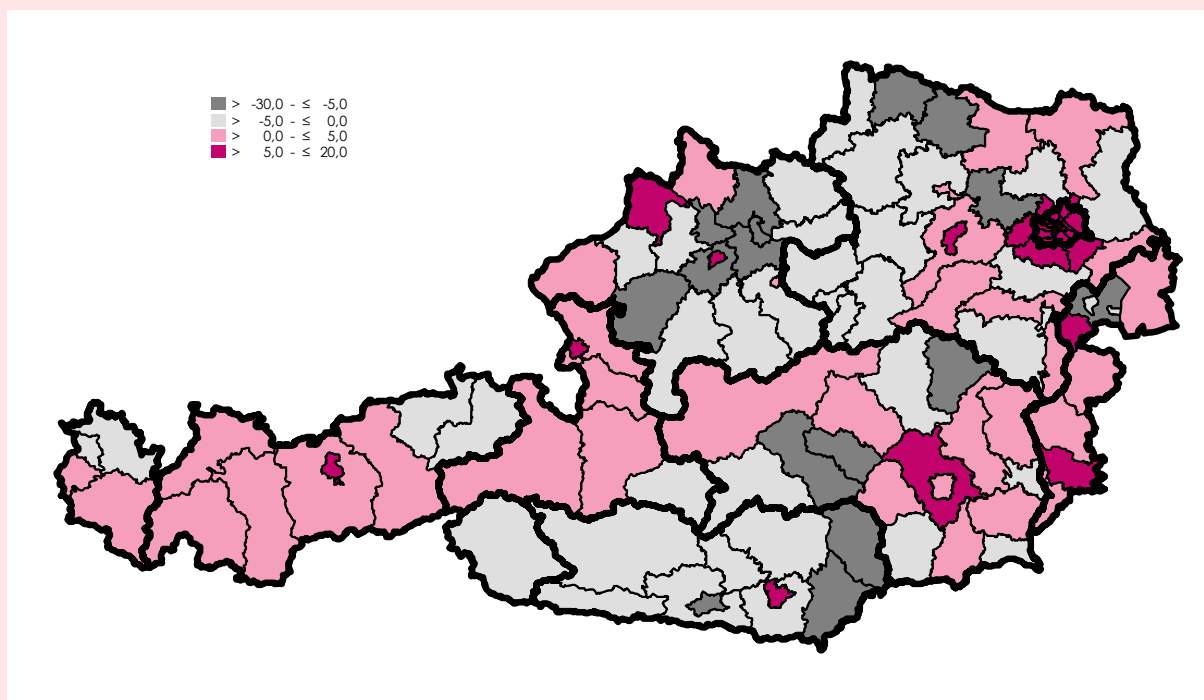 > -30,0 - ≤ -5,0
> -5,0 - ≤ 0,0
> 0,0 - ≤ 5,0
> 5,0 - ≤ 20,0